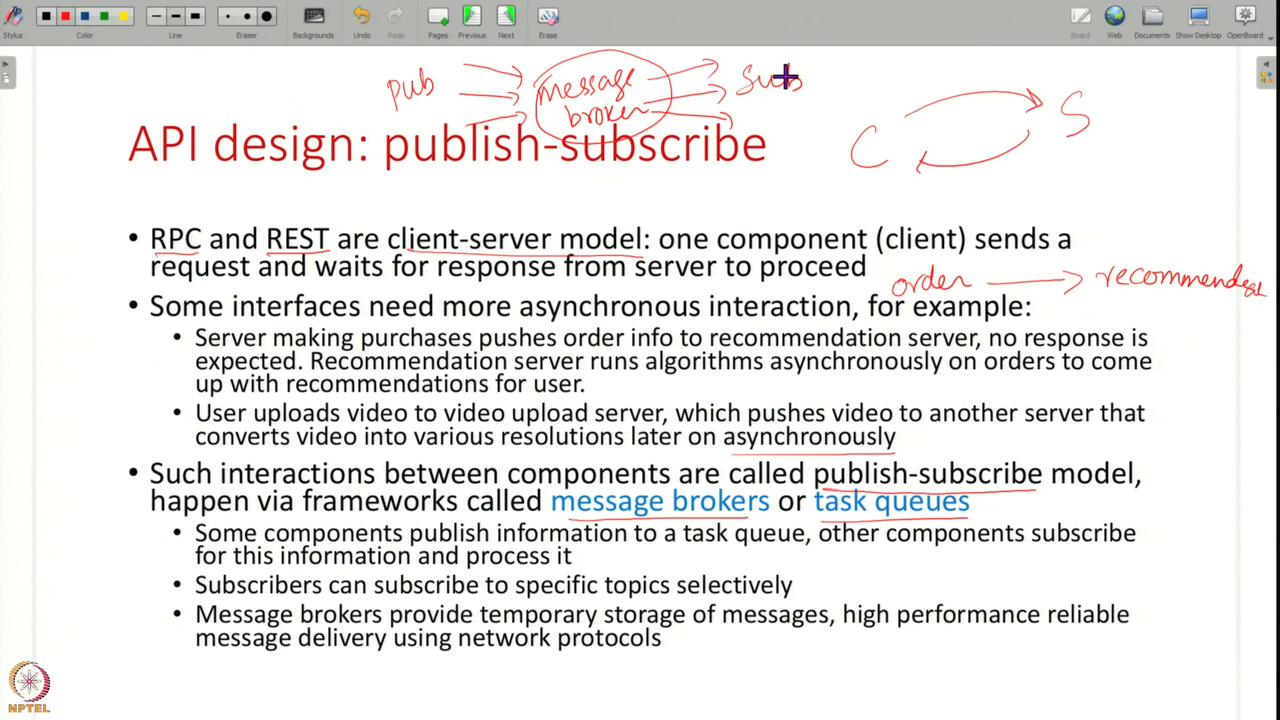 Stylus Color Line Eraser Backgrounds Undo Redo Pages Previous Next Erase Board Web Documents Show Desktop OpenBoard
pub message broker Sub
C S
API design: publish-subscribe
• RPC and REST are client-server model: one component (client) sends a
request and waits for response from server to proceed
order recommendation
• Some interfaces need more asynchronous interaction, for example:
• Server making purchases pushes order info to recommendation server, no response is
expected. Recommendation server runs algorithms asynchronously on orders to come
up with recommendations for user.
• User uploads video to video upload server, which pushes video to another server that
converts video into various resolutions later on asynchronously
• Such interactions between components are called publish-subscribe model,
happen via frameworks called message brokers or task queues
• Some components publish information to a task queue, other components subscribe
for this information and process it
• Subscribers can subscribe to specific topics selectively
• Message brokers provide temporary storage of messages, high performance reliable
message delivery using network protocols
NPTEL